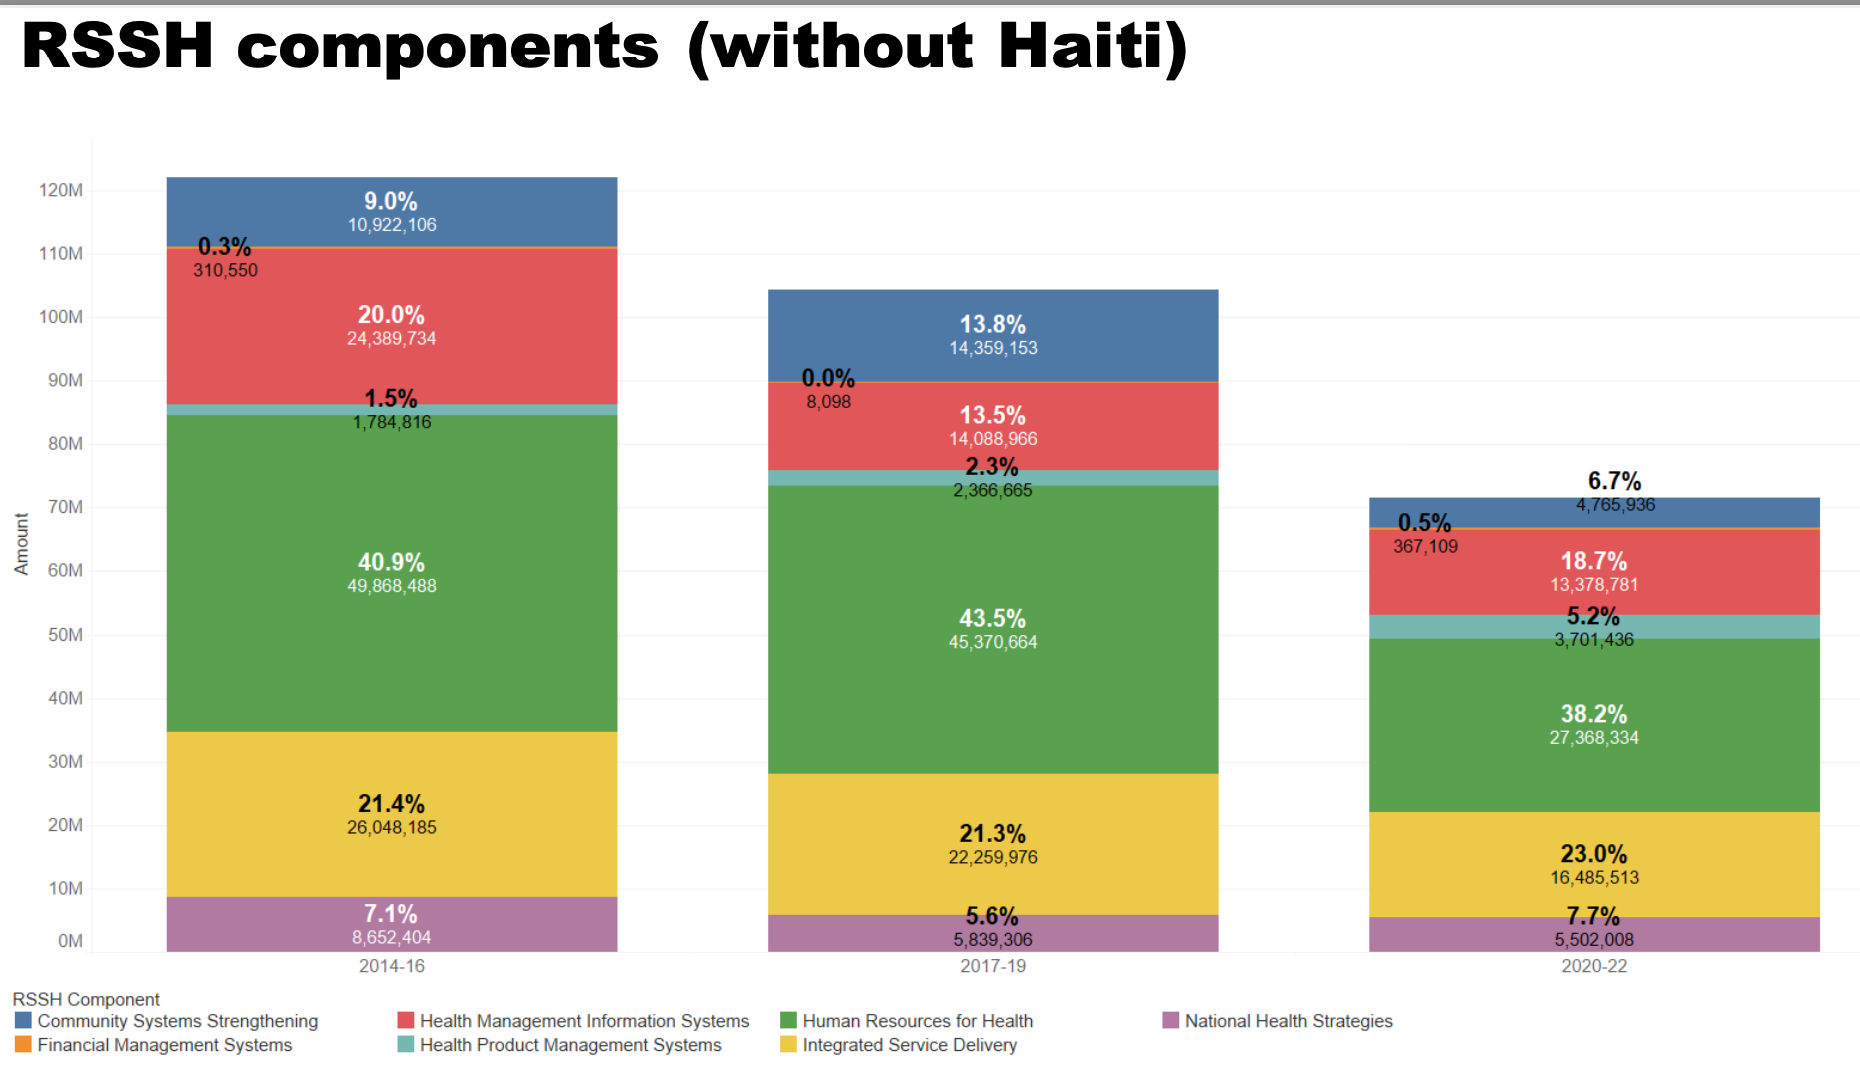 RSSH components (without Haiti)
120M
110M
100M
90M
80M
70M
60M
50M
40M
30M
20M
10M
0M
Amount
9.0%
10,922,106
0.3%
310,550
20.0%
24,389,734
1.5%
1,784,816
40.9%
49,868,488
21.4%
26,048,185
7.1%
8,652,404
2014-16
13.8%
14,359,153
0.0%
8,098
13.5%
14,088,966
2.3%
2,366,665
43.5%
45,370,664
21.3%
22,259,976
5.6%
5,839,306
2017-19
6.7%
4,765,936
0.5%
367,109
18.7%
13,378,781
5.2%
3,701,436
38.2%
27,368,334
23.0%
16,485,513
7.7%
5,502,008
2020-22
RSSH Component
Community Systems Strengthening
Financial Management Systems
Health Management Information Systems
Health Product Management Systems
Human Resources for Health
Integrated Service Delivery
National Health Strategies